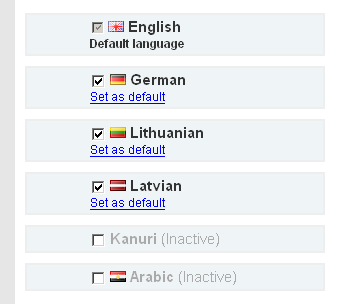 English
Default language
German
Set as default
Lithuanian
Set as default
Latvian
Set as default
Kanuri (Inactive)
Arabic (Inactive)